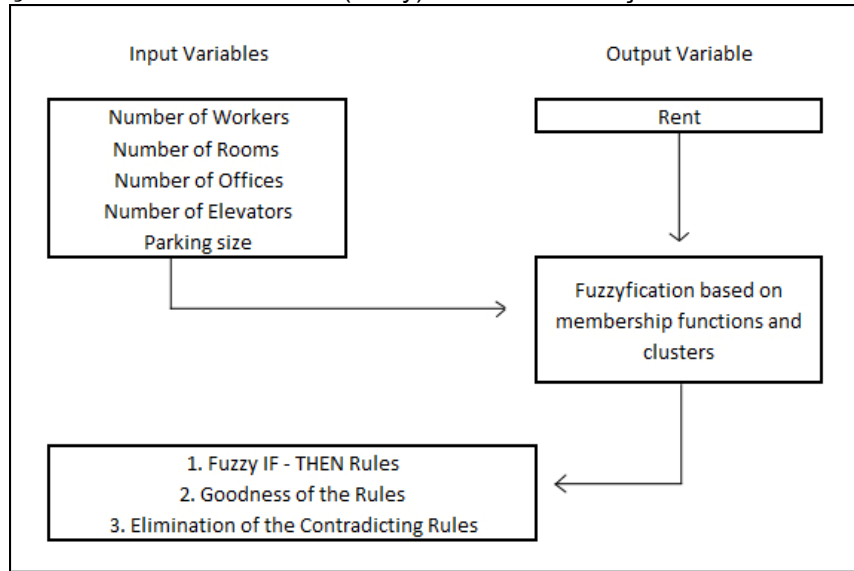 Input Variables
Output Variable
Number of Workers
Number of Rooms
Number of Offices
Number of Elevators
Parking size
Rent
Fuzzyfication based on
membership functions and
clusters
1. Fuzzy IF - THEN Rules
2. Goodness of the Rules
3. Elimination of the Contradicting Rules